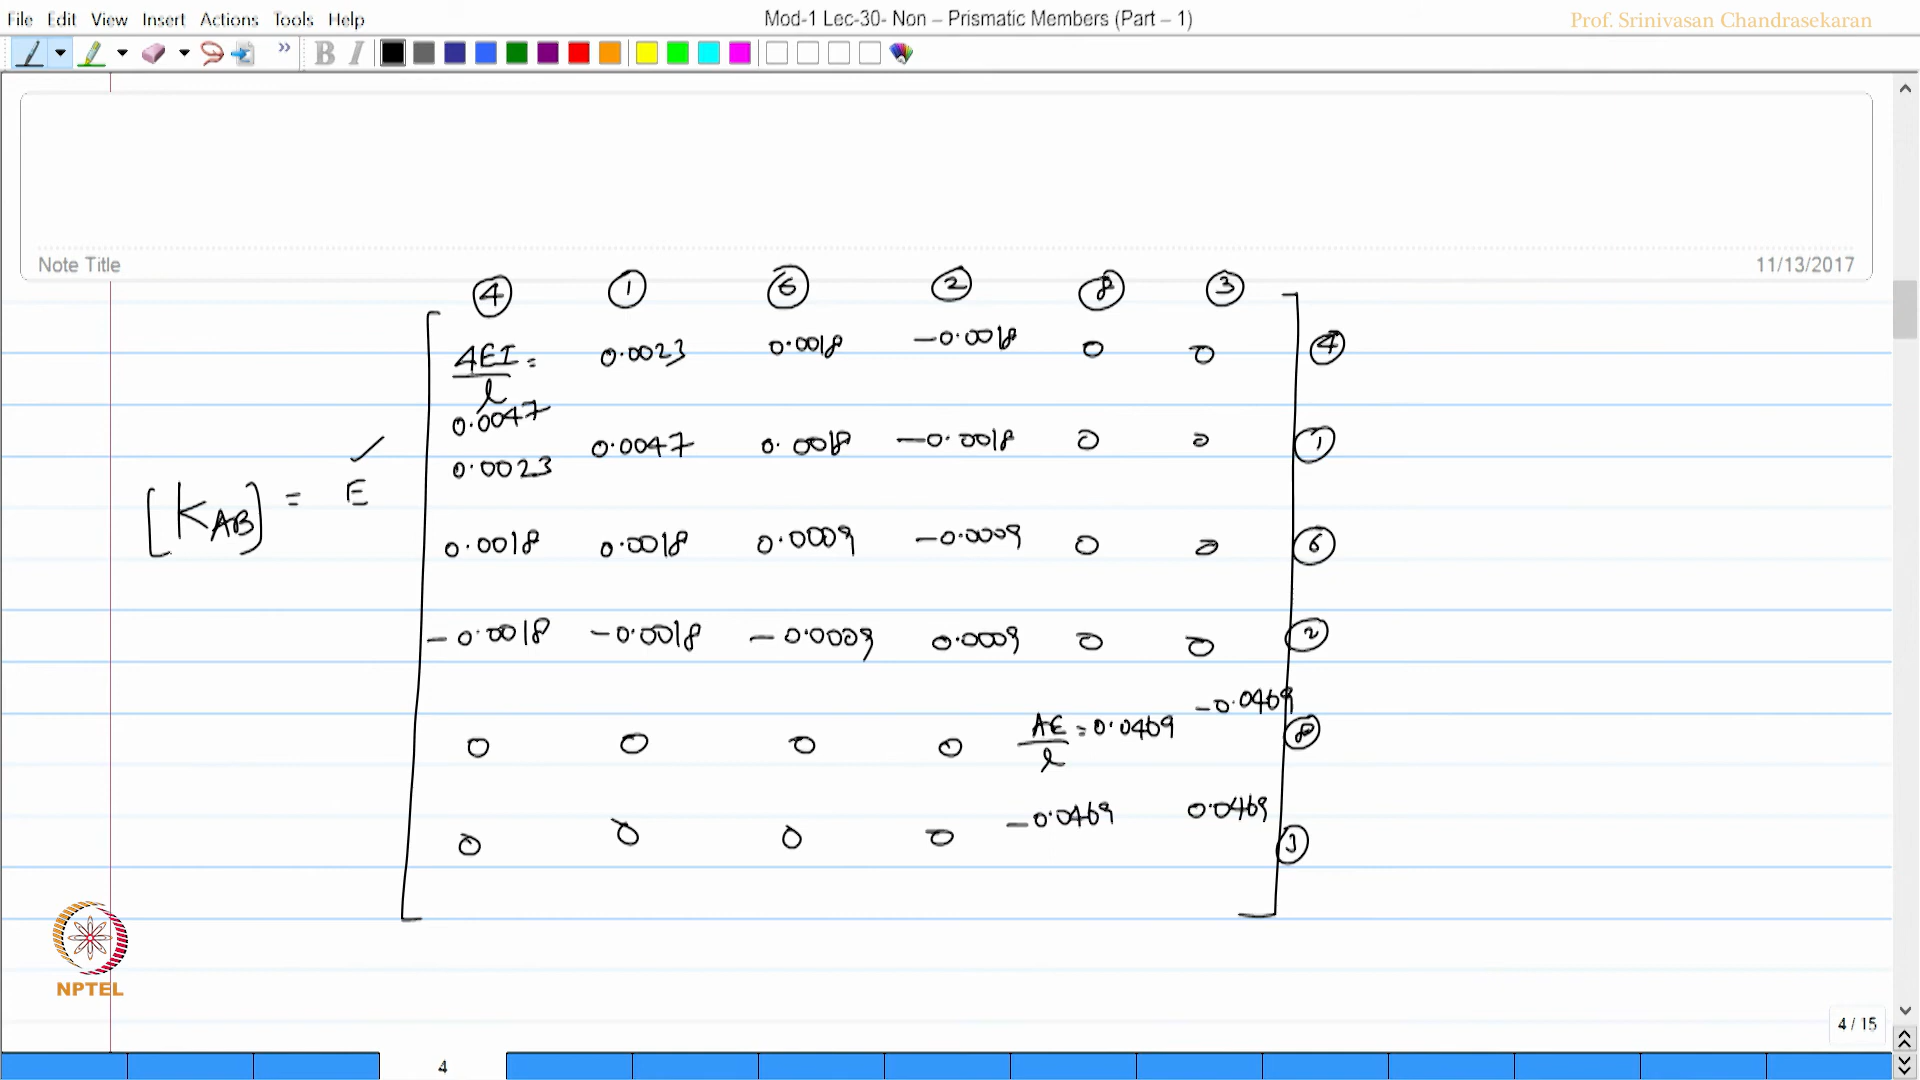 File Edit View Insert Actions Tools Help
Mod-1 Lec-30- Non – Prismatic Members (Part – 1)
Prof. Srinivasan Chandrasekaran
B I
Note Title
11/13/2017
④ ① ⑥ ② ⑧ ③
4EI/l = 0.0047 0.0023 0.0018 -0.0018 0 0 ④
0.0023 0.0047 0.0018 -0.0018 0 0 ①
[K_AB] = E
0.0018 0.0018 0.0009 -0.0009 0 0 ⑥
-0.0018 -0.0018 -0.0009 0.0009 0 0 ②
0 0 0 0 AE/l = 0.0469 -0.0469 ⑧
0 0 0 0 -0.0469 0.0469 ③
NPTEL
4 / 15
4